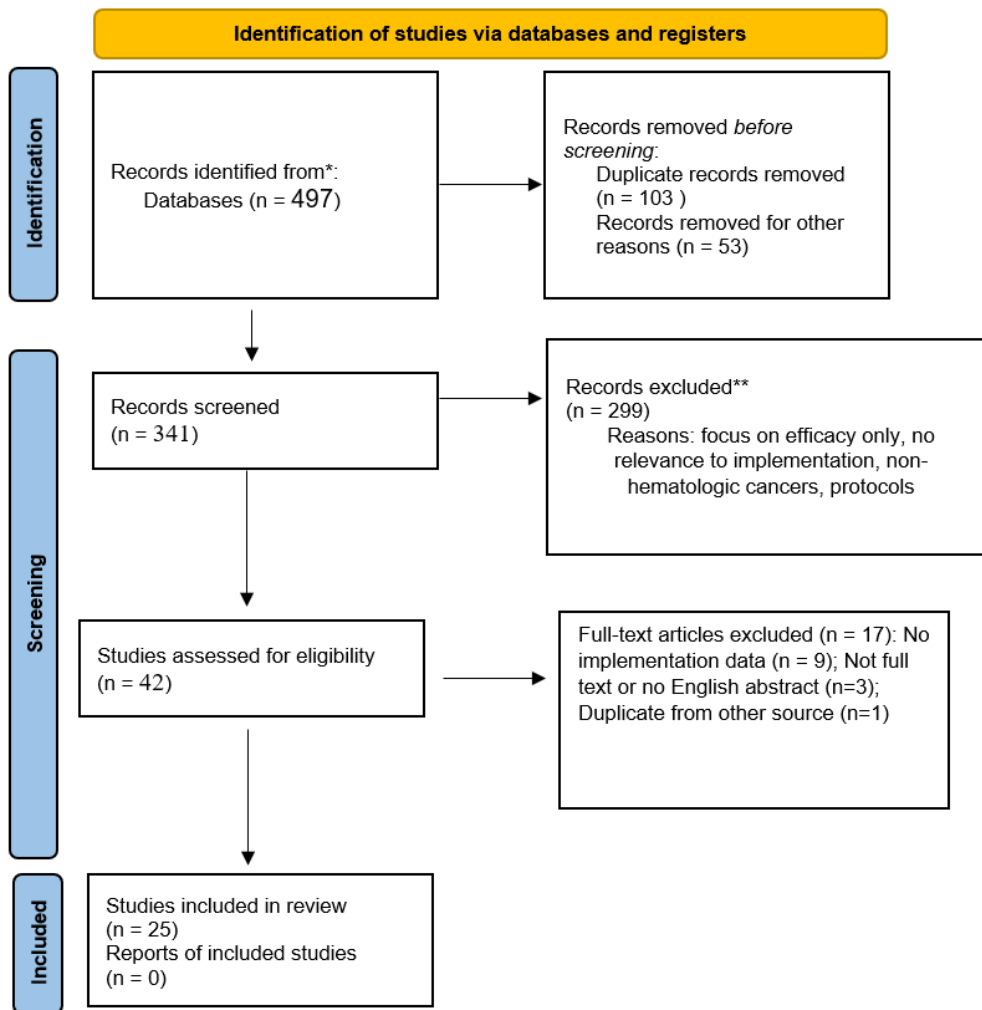 Identification of studies via databases and registers
Identification
Records identified from*:
Databases (n = 497)
Records removed before
screening:
Duplicate records removed
(n = 103 )
Records removed for other
reasons (n = 53)
Screening
Records screened
(n = 341)
Records excluded**
(n = 299)
Reasons: focus on efficacy only, no
relevance to implementation, non-
hematologic cancers, protocols
Studies assessed for eligibility
(n = 42)
Full-text articles excluded (n = 17): No
implementation data (n = 9); Not full
text or no English abstract (n=3);
Duplicate from other source (n=1)
Included
Studies included in review
(n = 25)
Reports of included studies
(n = 0)